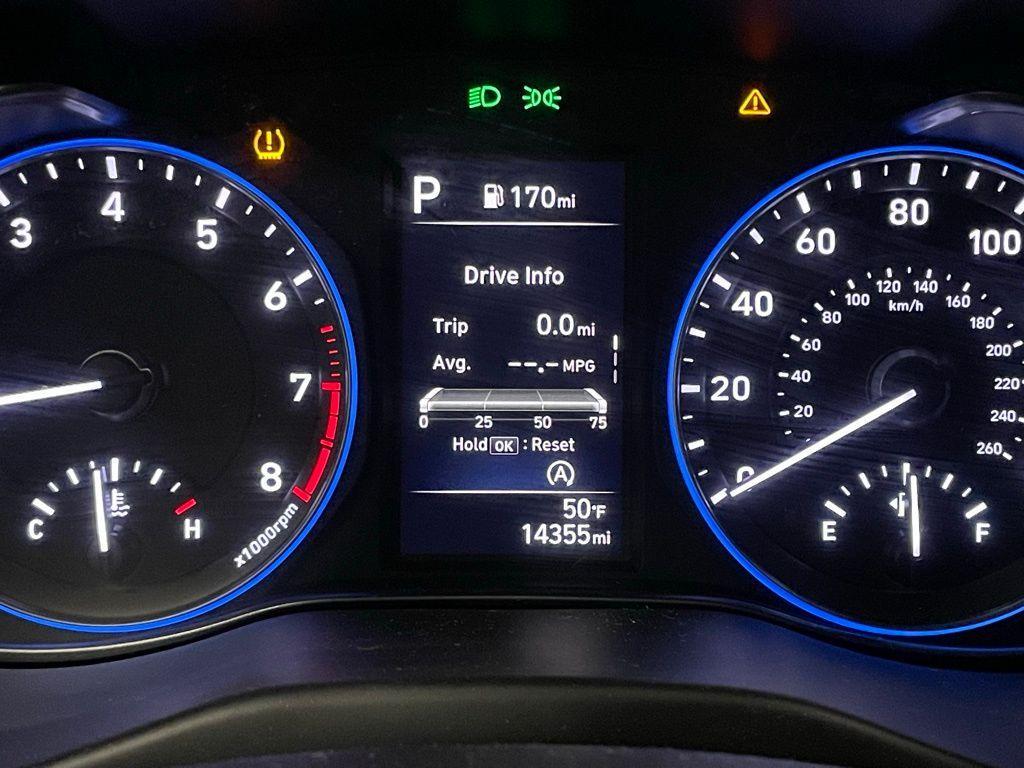 P 170mi
Drive Info
Trip 0.0mi
Avg. --.- MPG
0 25 50 75
Hold OK : Reset
A
50°F
14355mi
3 4 5 6 7 8
x1000rpm
C H
0 20 40 60 80 100
20 40 60 80 100 120 140 160 180 200 220 240 260
km/h
E F